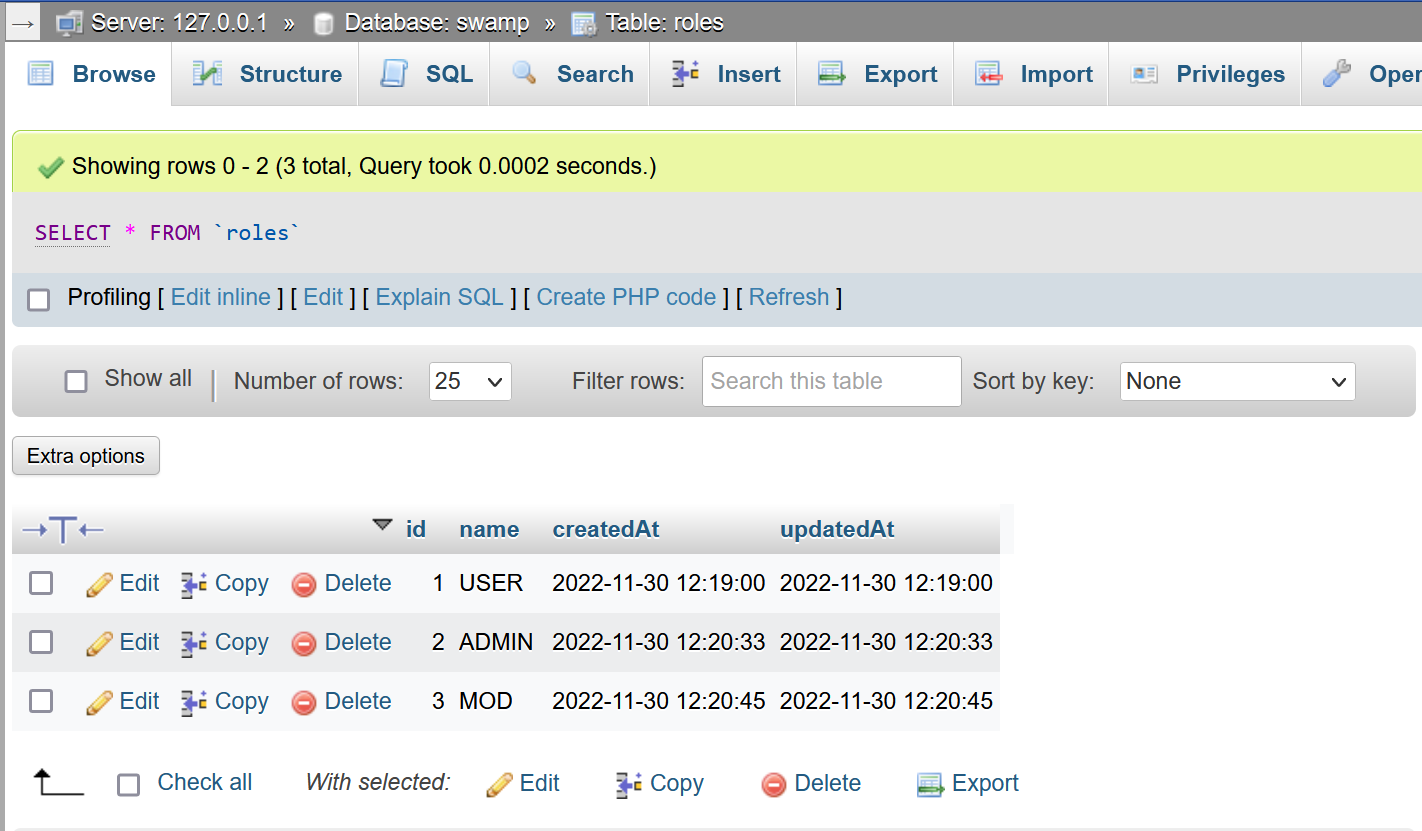 Server: 127.0.0.1 » Database: swamp » Table: roles
Browse Structure SQL Search Insert Export Import Privileges Oper
Showing rows 0 - 2 (3 total, Query took 0.0002 seconds.)
SELECT * FROM `roles`
Profiling [ Edit inline ] [ Edit ] [ Explain SQL ] [ Create PHP code ] [ Refresh ]
Show all | Number of rows: 25 Filter rows: Search this table Sort by key: None
Extra options
id name createdAt updatedAt
Edit Copy Delete 1 USER 2022-11-30 12:19:00 2022-11-30 12:19:00
Edit Copy Delete 2 ADMIN 2022-11-30 12:20:33 2022-11-30 12:20:33
Edit Copy Delete 3 MOD 2022-11-30 12:20:45 2022-11-30 12:20:45
Check all With selected: Edit Copy Delete Export